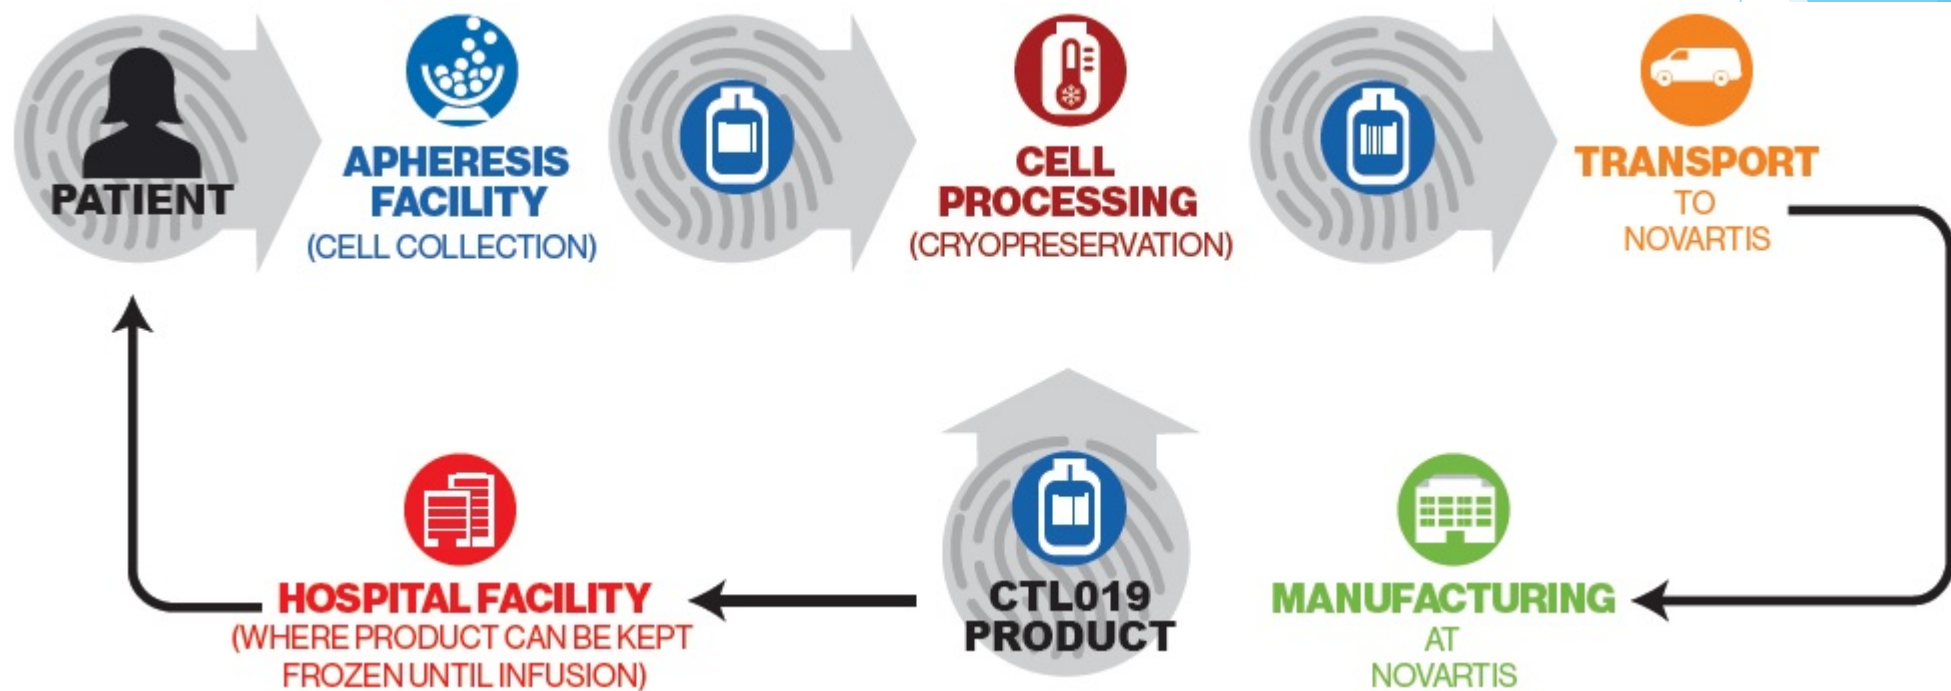 PATIENT
APHERESIS
FACILITY
(CELL COLLECTION)
CELL
PROCESSING
(CRYOPRESERVATION)
TRANSPORT
TO
NOVARTIS
HOSPITAL FACILITY
(WHERE PRODUCT CAN BE KEPT
FROZEN UNTIL INFUSION)
CTL019
PRODUCT
MANUFACTURING
AT
NOVARTIS